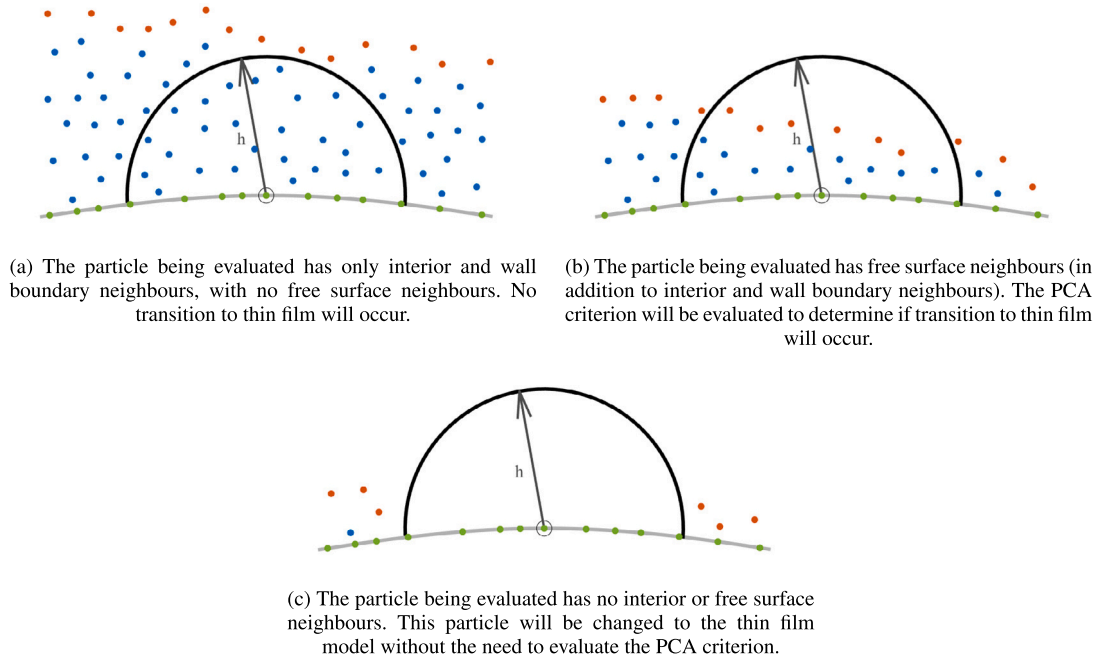 h
(a) The particle being evaluated has only interior and wall
boundary neighbours, with no free surface neighbours. No
transition to thin film will occur.
h
(b) The particle being evaluated has free surface neighbours (in
addition to interior and wall boundary neighbours). The PCA
criterion will be evaluated to determine if transition to thin film
will occur.
h
(c) The particle being evaluated has no interior or free surface
neighbours. This particle will be changed to the thin film
model without the need to evaluate the PCA criterion.